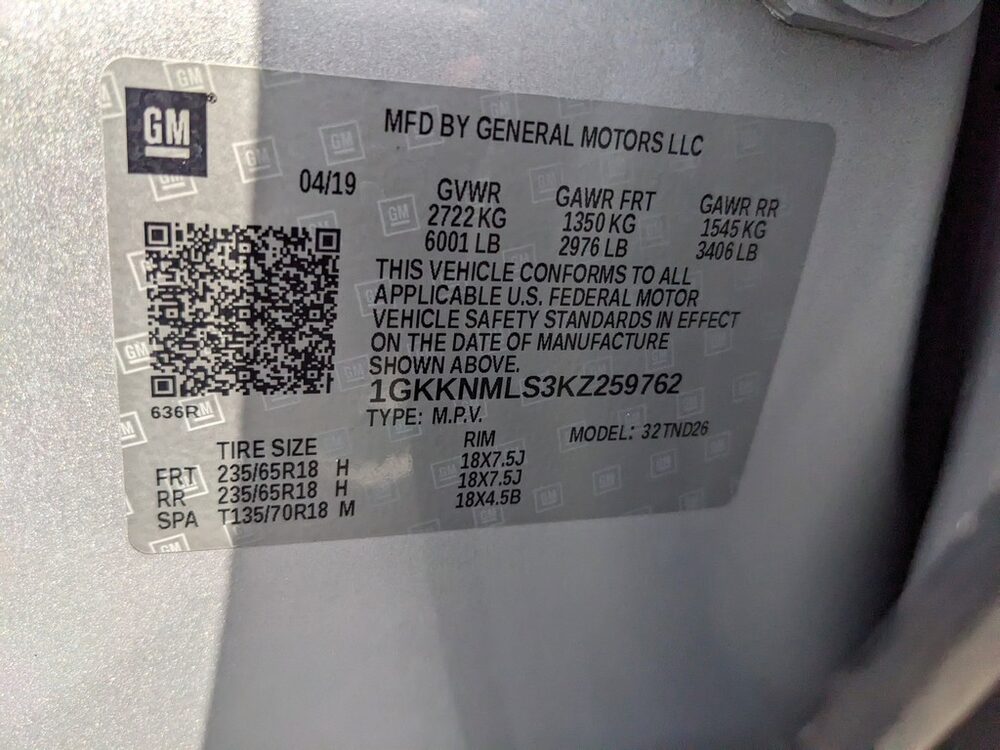 GM
MFD BY GENERAL MOTORS LLC
04/19
GVWR GAWR FRT GAWR RR
2722 KG 1350 KG 1545 KG
6001 LB 2976 LB 3406 LB
THIS VEHICLE CONFORMS TO ALL
APPLICABLE U.S. FEDERAL MOTOR
VEHICLE SAFETY STANDARDS IN EFFECT
ON THE DATE OF MANUFACTURE
SHOWN ABOVE.
1GKKNMLS3KZ259762
636R
TYPE: M.P.V. MODEL: 32TND26
TIRE SIZE RIM
FRT 235/65R18 H 18X7.5J
RR 235/65R18 H 18X7.5J
SPA T135/70R18 M 18X4.5B